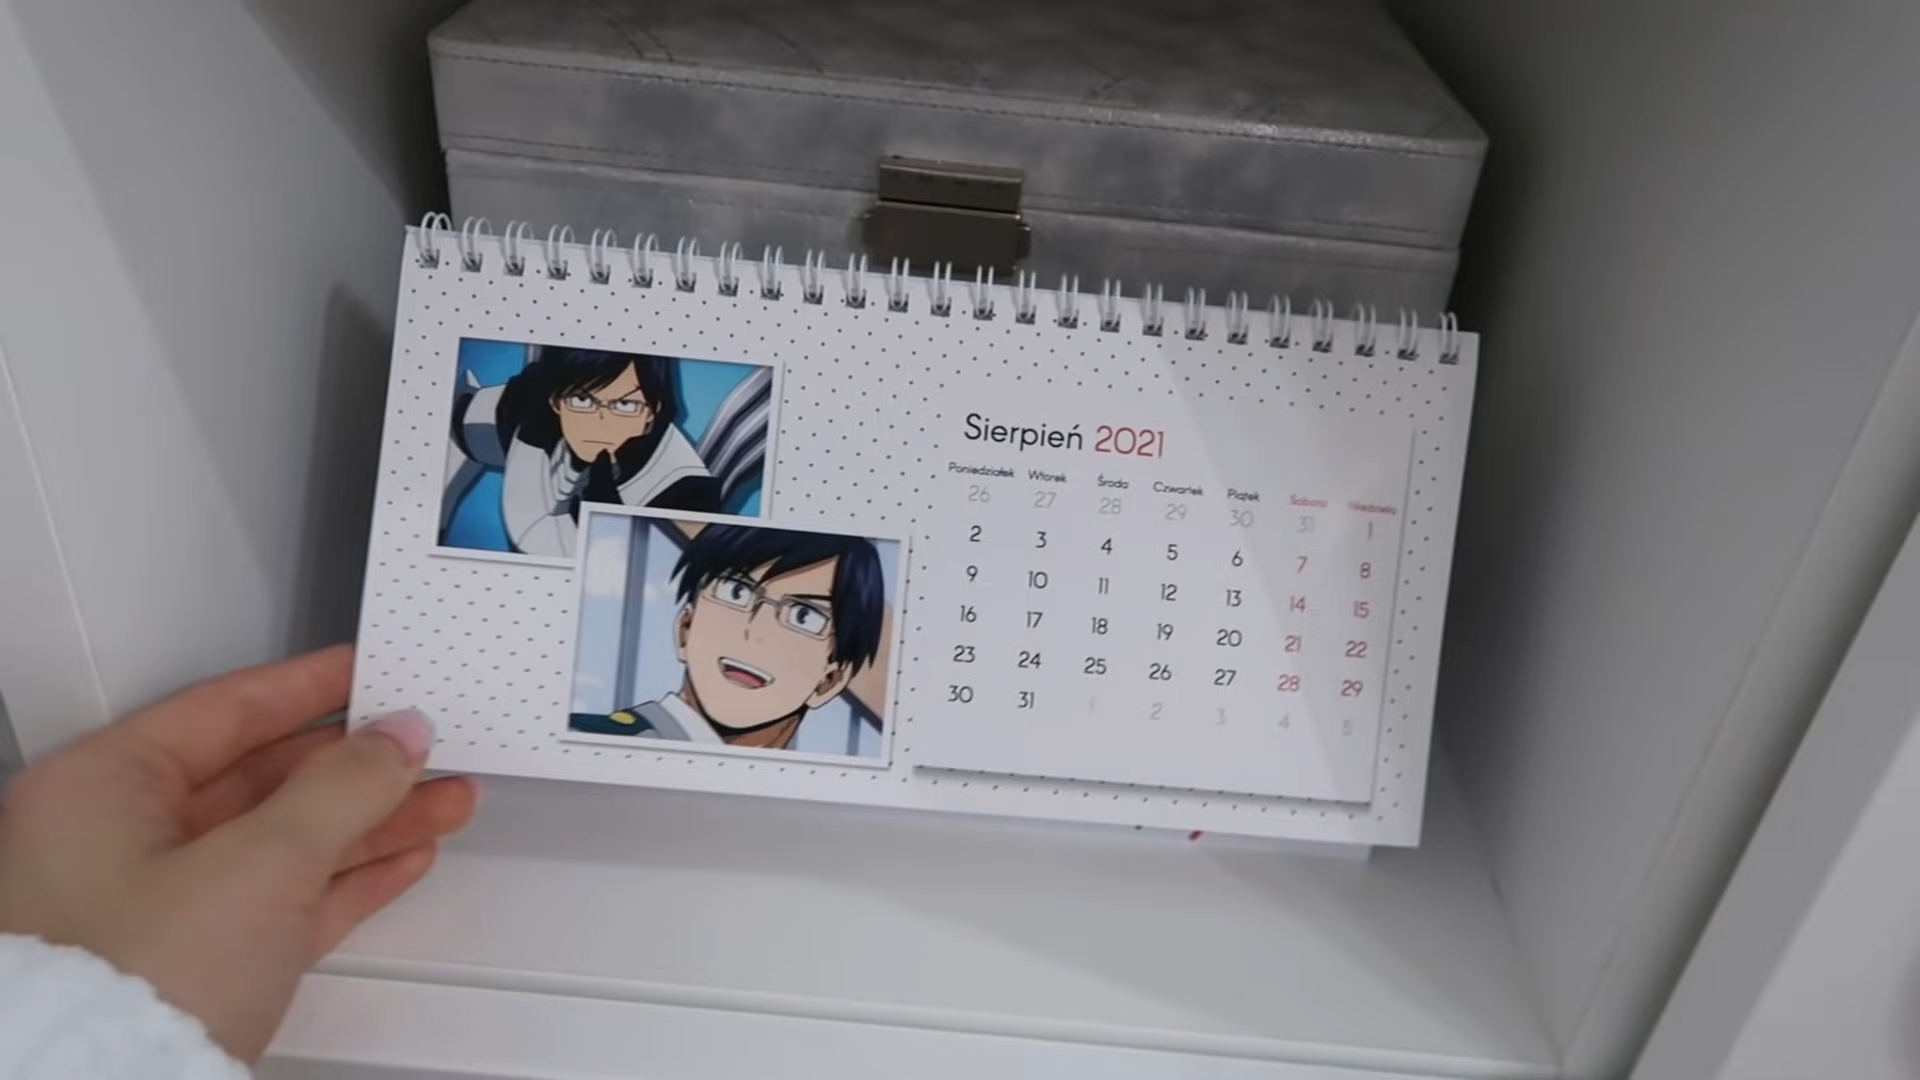 Sierpień 2021
Poniedziałek Wtorek Środa Czwartek Piątek Sobota Niedziela
26 27 28 29 30 31 1
2 3 4 5 6 7 8
9 10 11 12 13 14 15
16 17 18 19 20 21 22
23 24 25 26 27 28 29
30 31 1 2 3 4 5